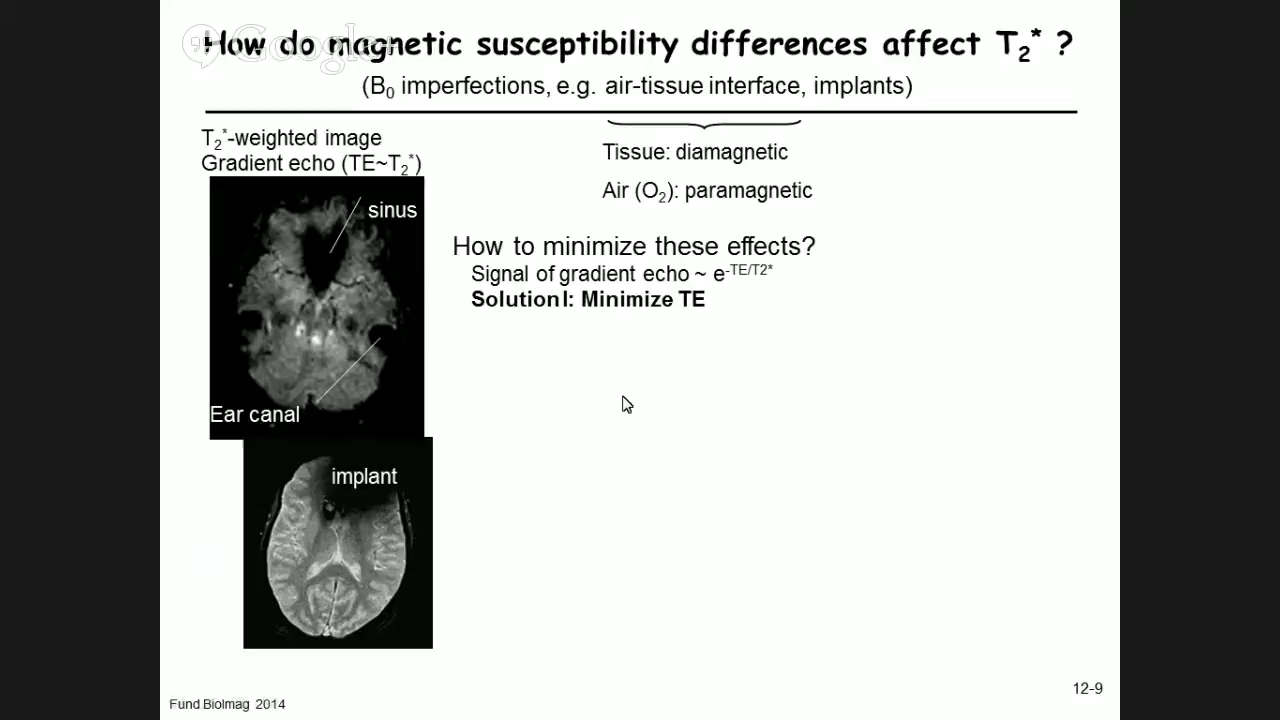 Google+
How do magnetic susceptibility differences affect T₂* ?
(B₀ imperfections, e.g. air-tissue interface, implants)
T₂*-weighted image
Gradient echo (TE~T₂*)
Tissue: diamagnetic
Air (O₂): paramagnetic
sinus
How to minimize these effects?
Signal of gradient echo ~ e^-TE/T2*
Solution I: Minimize TE
Ear canal
implant
12-9
Fund BioImag 2014